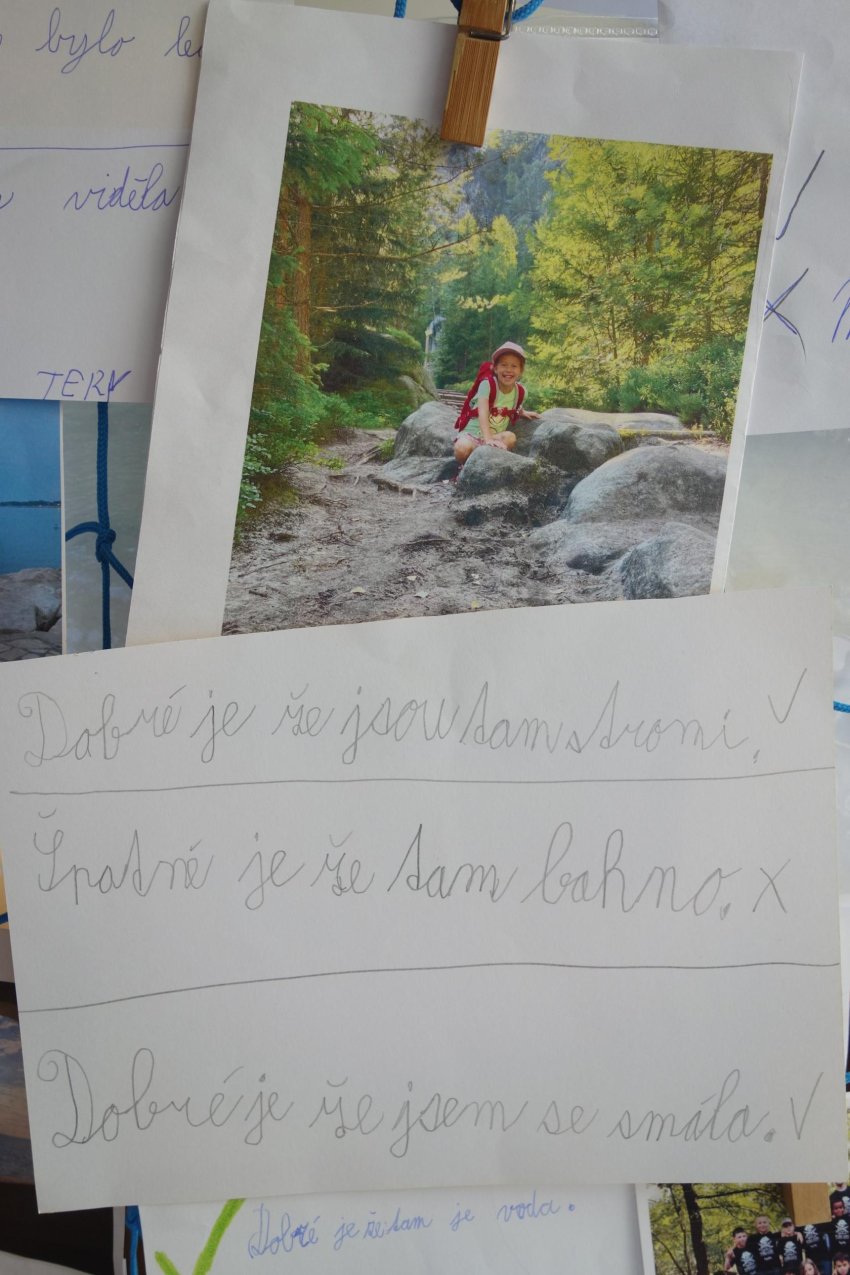 bylo
viděla
TERY
Dobré je že jsou tam stromi. ✓
Špatné je že tam bahno. X
Dobré je že jsem se smála. ✓
Dobré je že tam je voda.